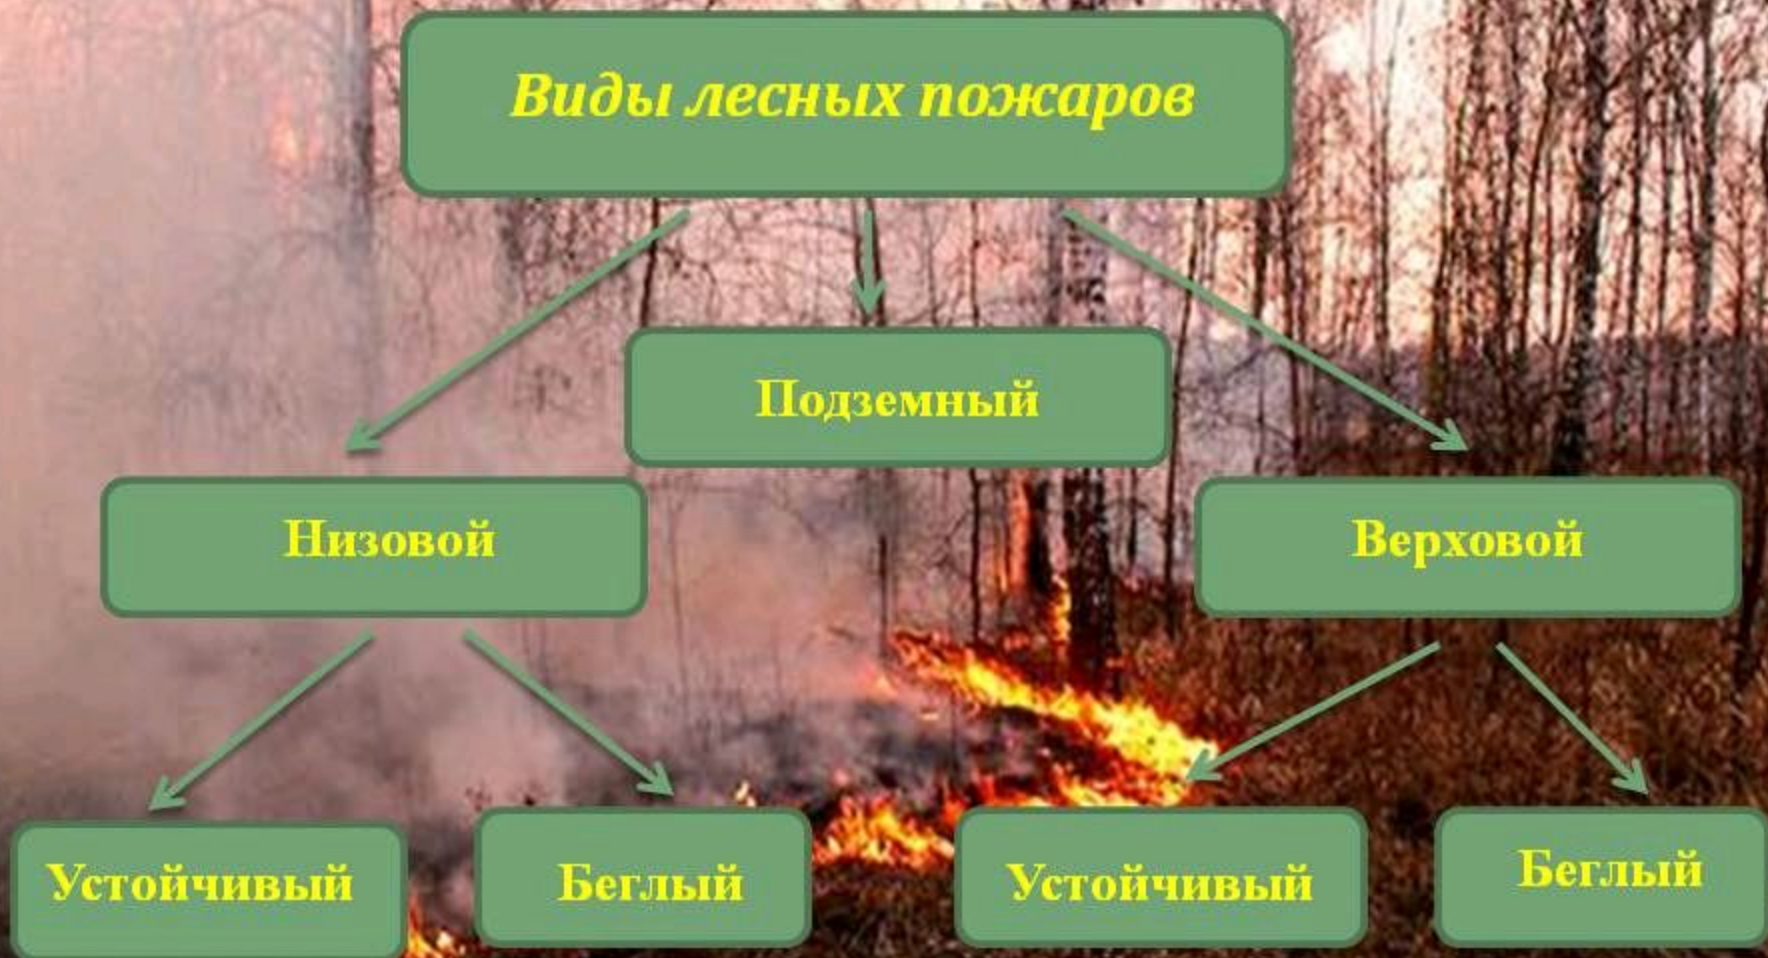 Виды лесных пожаров
Подземный
Низовой
Верховой
Устойчивый
Беглый
Устойчивый
Беглый